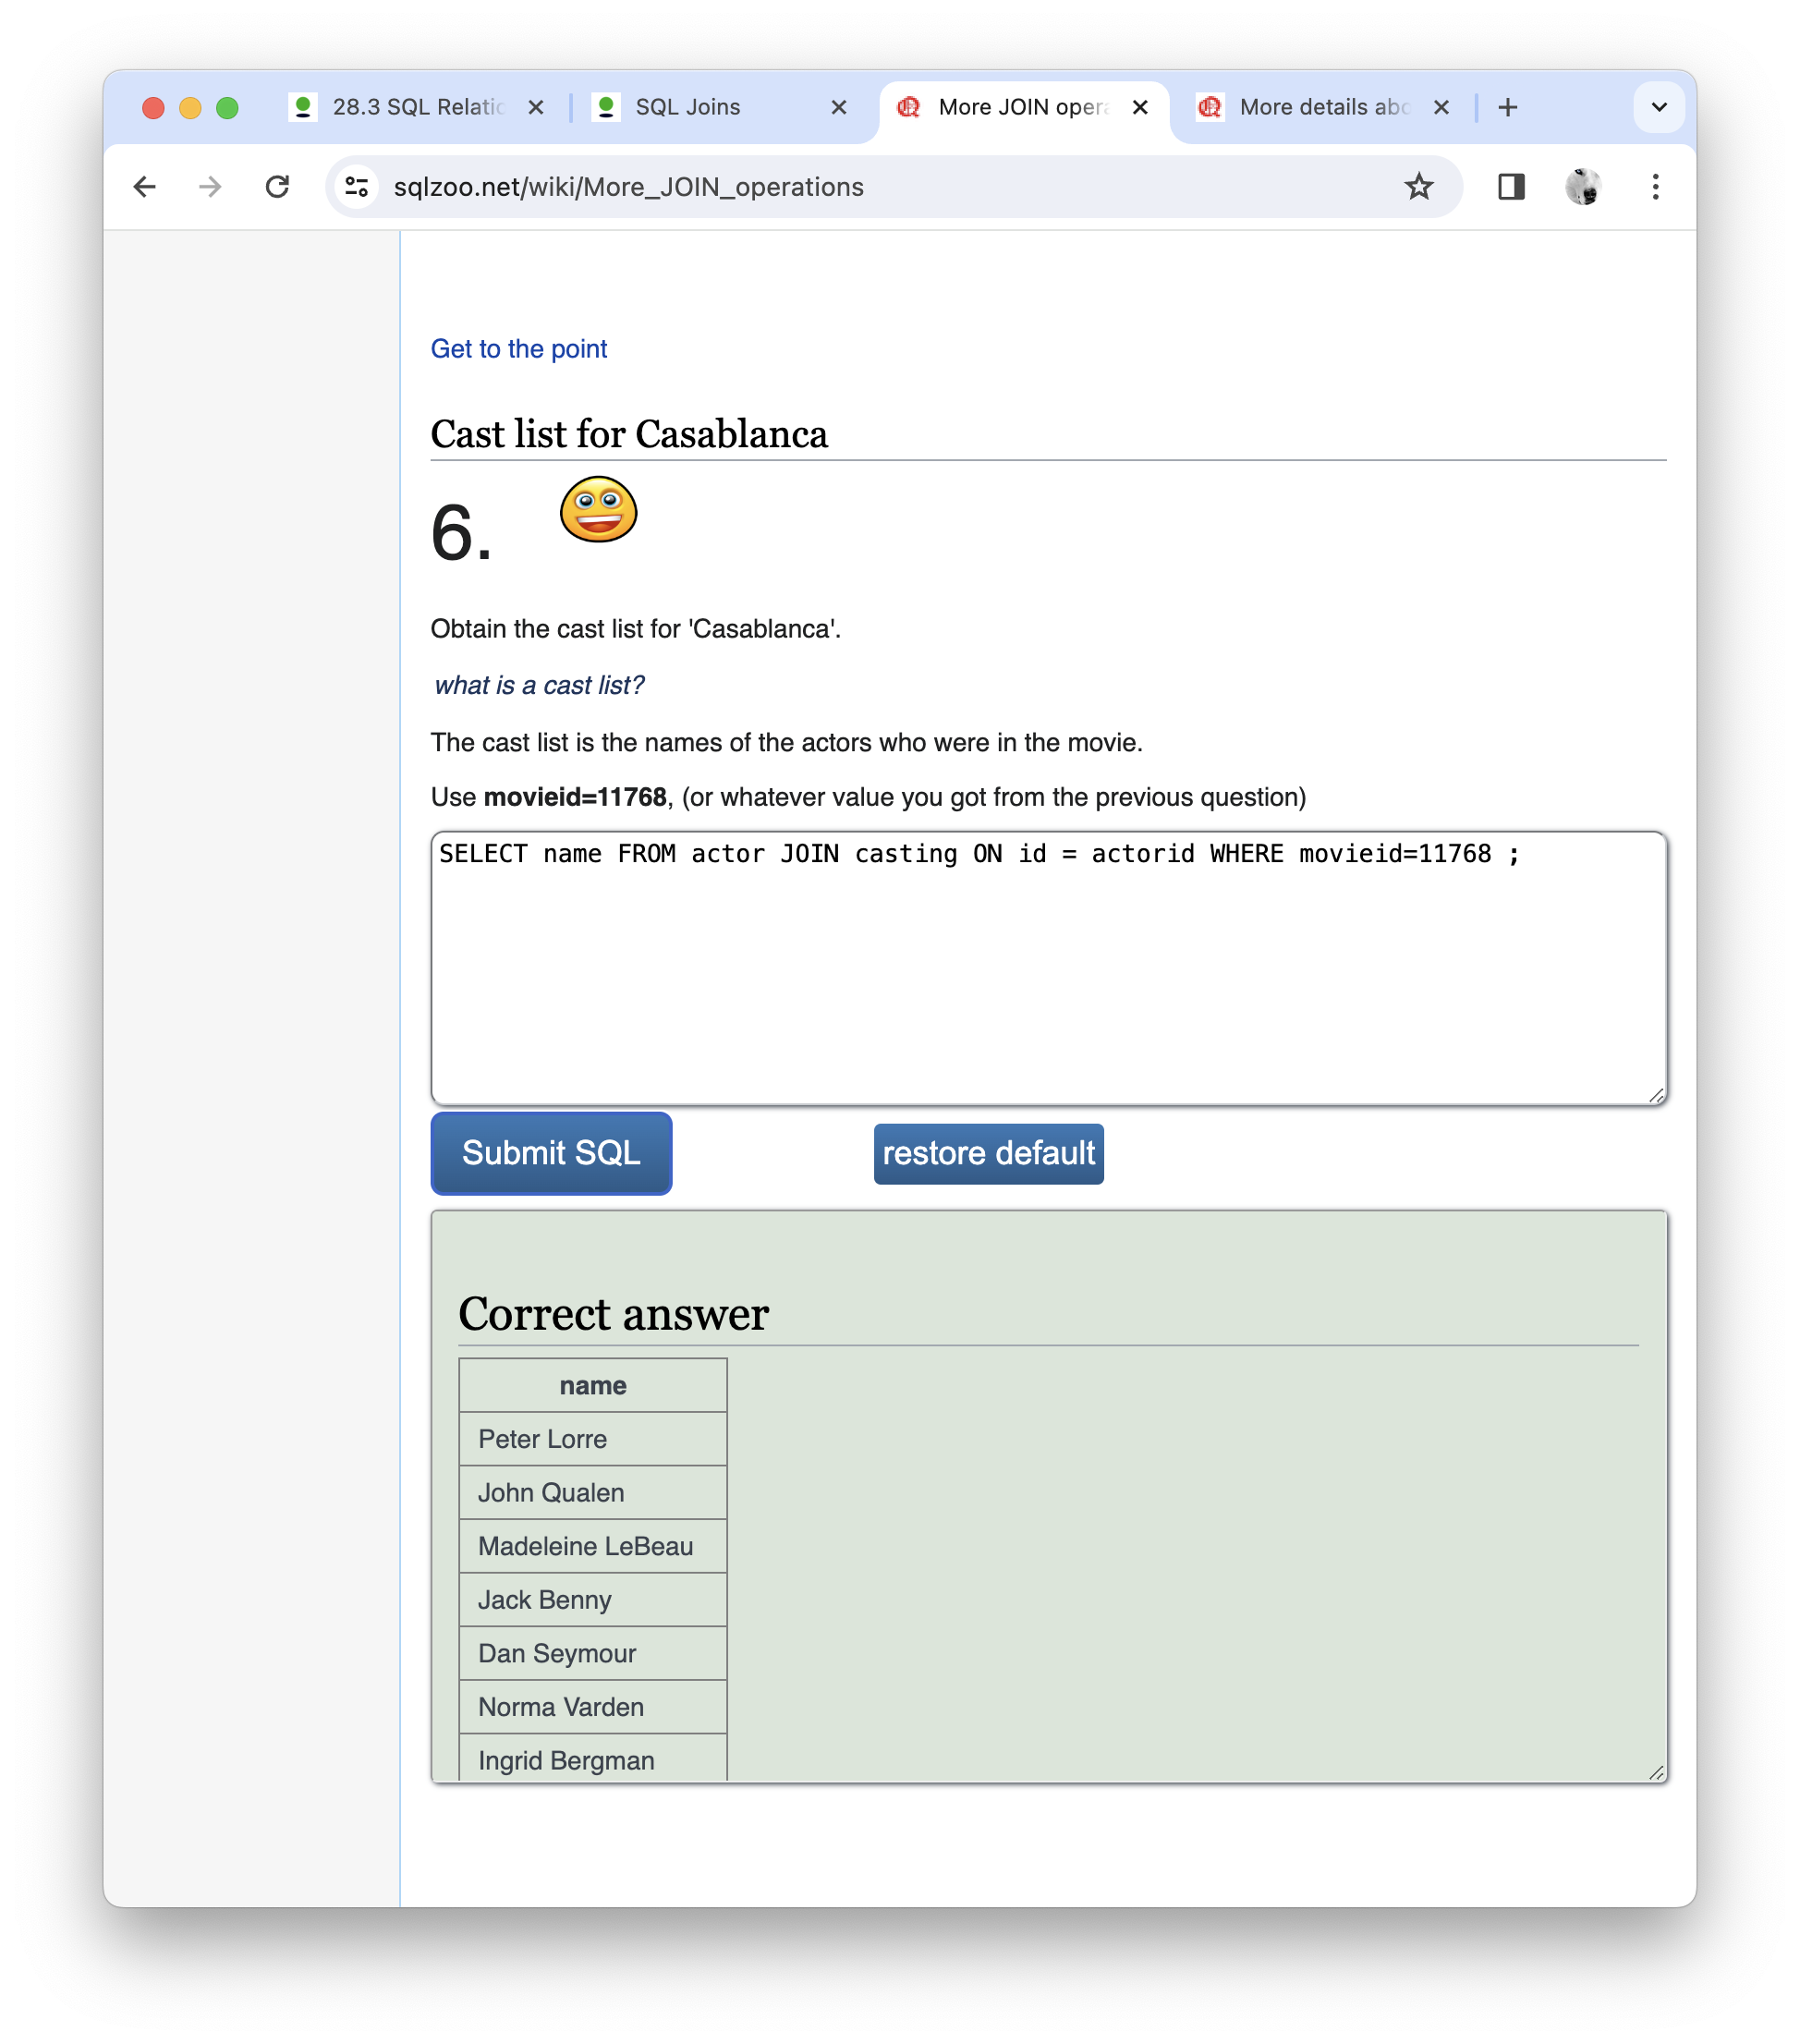 28.3 SQL Relatio
SQL Joins
More JOIN opera
More details abo
sqlzoo.net/wiki/More_JOIN_operations
Get to the point
Cast list for Casablanca
6.
Obtain the cast list for 'Casablanca'.
what is a cast list?
The cast list is the names of the actors who were in the movie.
Use movieid=11768, (or whatever value you got from the previous question)
SELECT name FROM actor JOIN casting ON id = actorid WHERE movieid=11768 ;
Submit SQL
restore default
Correct answer
name
Peter Lorre
John Qualen
Madeleine LeBeau
Jack Benny
Dan Seymour
Norma Varden
Ingrid Bergman